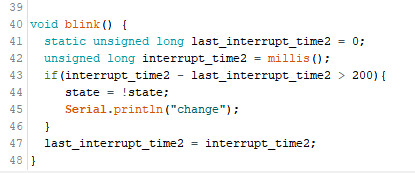 39
40 void blink() {
41 static unsigned long last_interrupt_time2 = 0;
42 unsigned long interrupt_time2 = millis();
43 if(interrupt_time2 - last_interrupt_time2 > 200){
44 state = !state;
45 Serial.println("change");
46 }
47 last_interrupt_time2 = interrupt_time2;
48 }